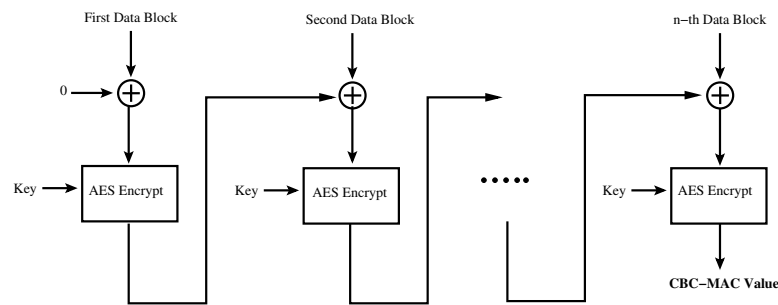 First Data Block
Second Data Block
n−th Data Block
0
Key
AES Encrypt
Key
AES Encrypt
Key
AES Encrypt
CBC−MAC Value